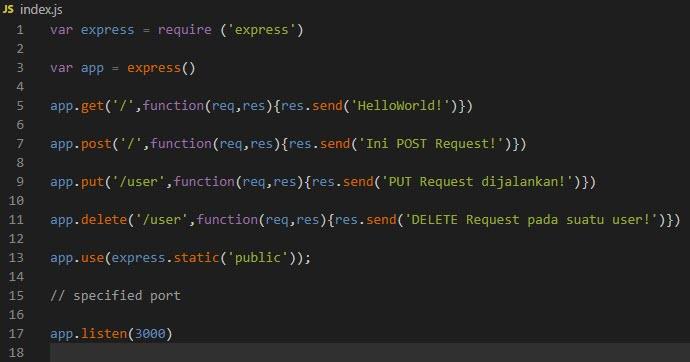 JS index.js
1 var express = require ('express')
2
3 var app = express()
4
5 app.get('/',function(req,res){res.send('HelloWorld!')})
6
7 app.post('/',function(req,res){res.send('Ini POST Request!')})
8
9 app.put('/user',function(req,res){res.send('PUT Request dijalankan!')})
10
11 app.delete('/user',function(req,res){res.send('DELETE Request pada suatu user!')})
12
13 app.use(express.static('public'));
14
15 // specified port
16
17 app.listen(3000)
18